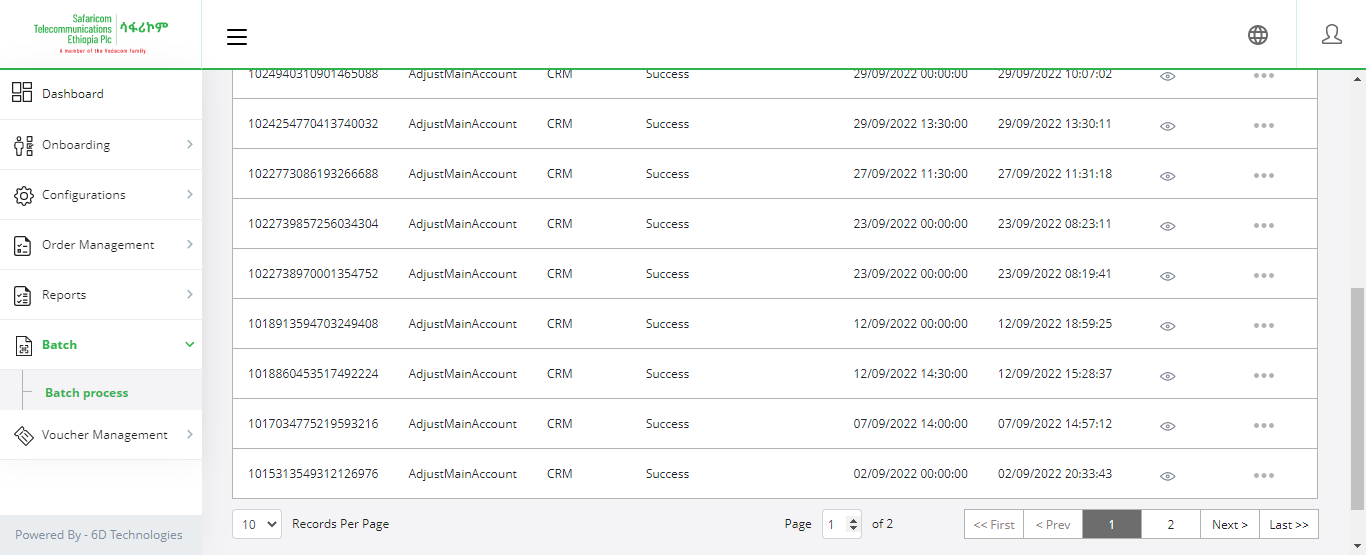 Safaricom
Telecommunications
Ethiopia Plc
ሳፋሪኮም
A member of the Vodacom family
Dashboard
Onboarding
Configurations
Order Management
Reports
Batch
Batch process
Voucher Management
Powered By - 6D Technologies
1024940310901465088 AdjustMainAccount CRM Success 29/09/2022 00:00:00 29/09/2022 10:07:02
1024254770413740032 AdjustMainAccount CRM Success 29/09/2022 13:30:00 29/09/2022 13:30:11
1022773086193266688 AdjustMainAccount CRM Success 27/09/2022 11:30:00 27/09/2022 11:31:18
1022739857256034304 AdjustMainAccount CRM Success 23/09/2022 00:00:00 23/09/2022 08:23:11
1022738970001354752 AdjustMainAccount CRM Success 23/09/2022 00:00:00 23/09/2022 08:19:41
1018913594703249408 AdjustMainAccount CRM Success 12/09/2022 00:00:00 12/09/2022 18:59:25
1018860453517492224 AdjustMainAccount CRM Success 12/09/2022 14:30:00 12/09/2022 15:28:37
1017034775219593216 AdjustMainAccount CRM Success 07/09/2022 14:00:00 07/09/2022 14:57:12
1015313549312126976 AdjustMainAccount CRM Success 02/09/2022 00:00:00 02/09/2022 20:33:43
10 Records Per Page Page 1 of 2 << First < Prev 1 2 Next > Last >>